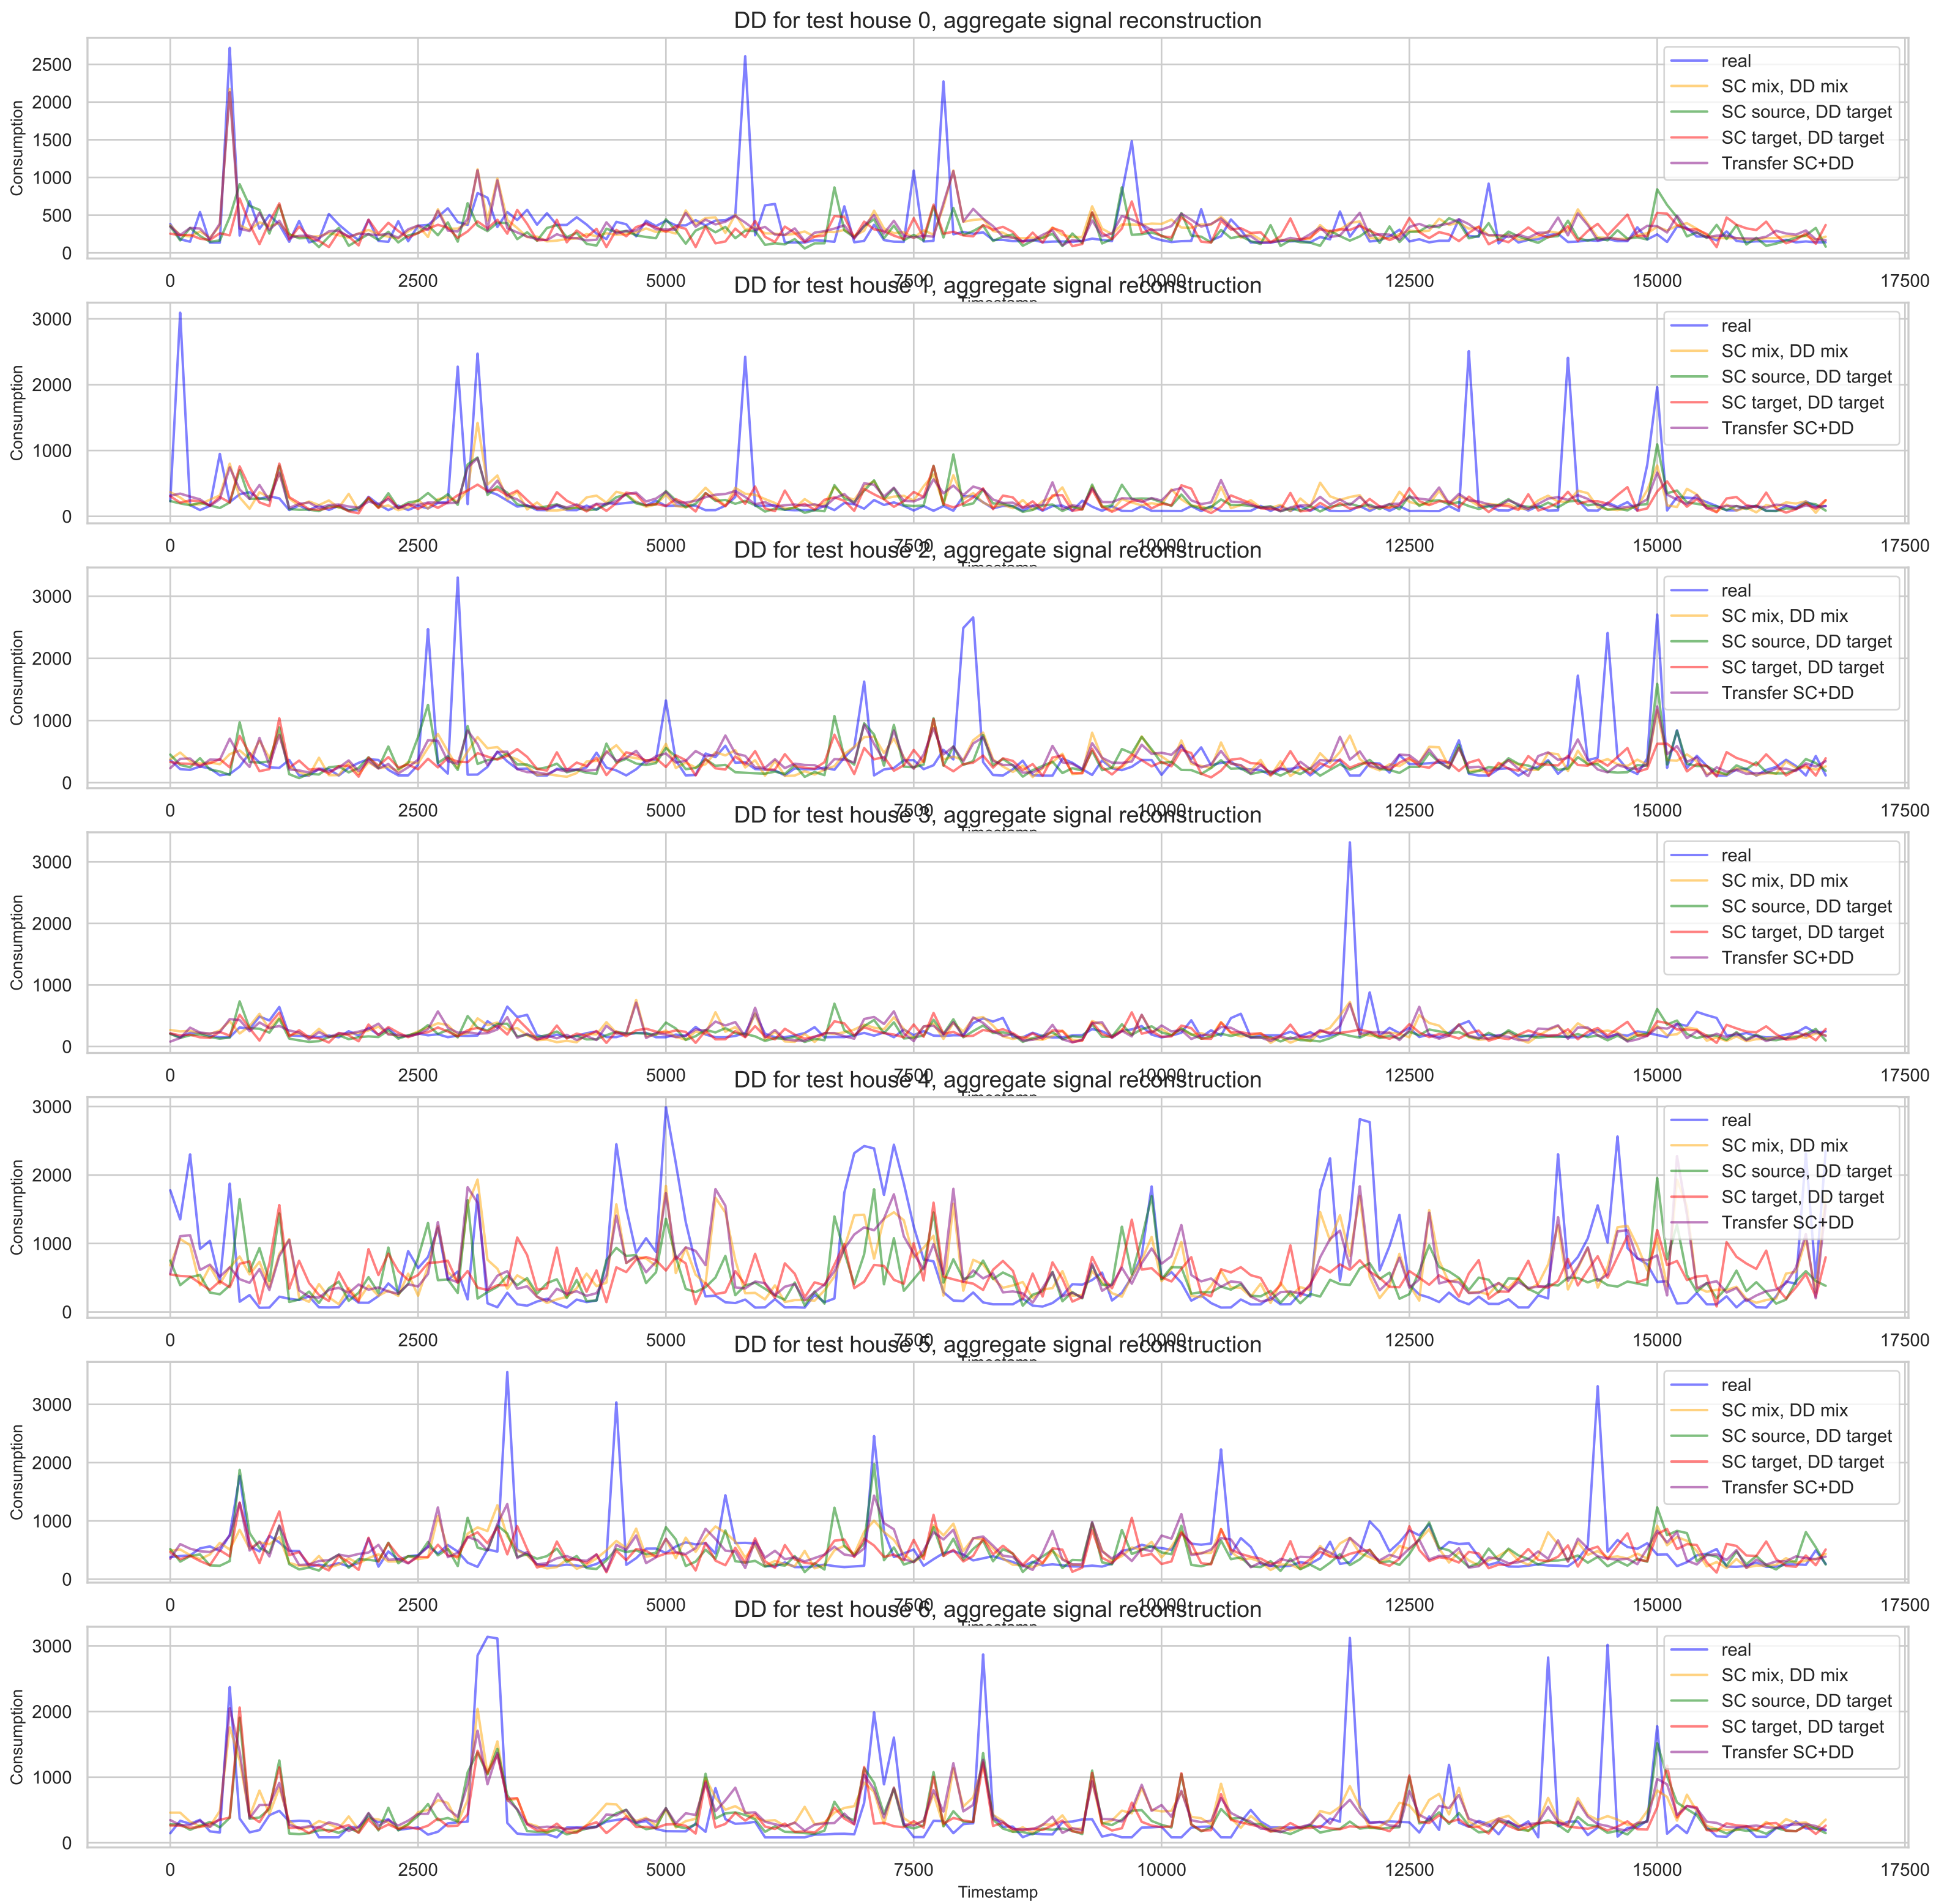 DD for test house 0, aggregate signal reconstruction
Consumption
2500
2000
1500
1000
500
0
real
SC mix, DD mix
SC source, DD target
SC target, DD target
Transfer SC+DD
0 2500 5000 7500 10000 12500 15000 17500
Timestamp
DD for test house 1, aggregate signal reconstruction
Consumption
3000
2000
1000
0
real
SC mix, DD mix
SC source, DD target
SC target, DD target
Transfer SC+DD
0 2500 5000 7500 10000 12500 15000 17500
Timestamp
DD for test house 2, aggregate signal reconstruction
Consumption
3000
2000
1000
0
real
SC mix, DD mix
SC source, DD target
SC target, DD target
Transfer SC+DD
0 2500 5000 7500 10000 12500 15000 17500
Timestamp
DD for test house 3, aggregate signal reconstruction
Consumption
3000
2000
1000
0
real
SC mix, DD mix
SC source, DD target
SC target, DD target
Transfer SC+DD
0 2500 5000 7500 10000 12500 15000 17500
Timestamp
DD for test house 4, aggregate signal reconstruction
Consumption
3000
2000
1000
0
real
SC mix, DD mix
SC source, DD target
SC target, DD target
Transfer SC+DD
0 2500 5000 7500 10000 12500 15000 17500
Timestamp
DD for test house 5, aggregate signal reconstruction
Consumption
3000
2000
1000
0
real
SC mix, DD mix
SC source, DD target
SC target, DD target
Transfer SC+DD
0 2500 5000 7500 10000 12500 15000 17500
Timestamp
DD for test house 6, aggregate signal reconstruction
Consumption
3000
2000
1000
0
real
SC mix, DD mix
SC source, DD target
SC target, DD target
Transfer SC+DD
0 2500 5000 7500 10000 12500 15000 17500
Timestamp